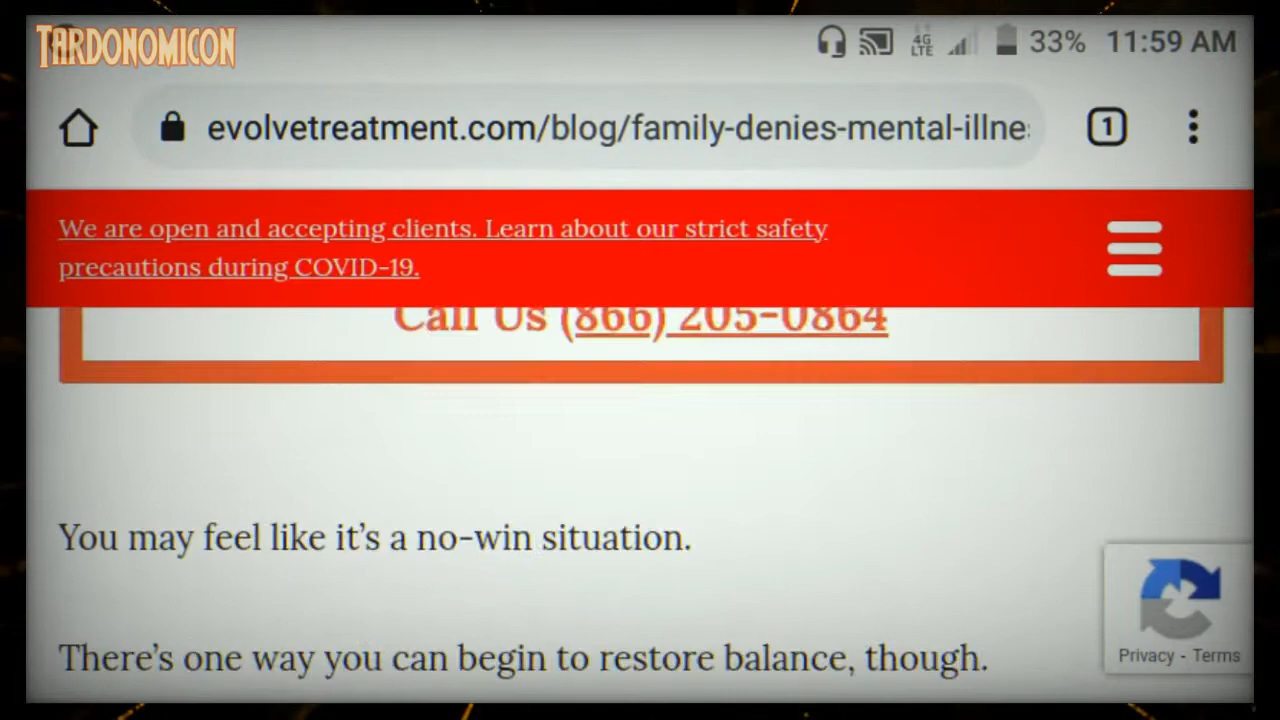 TARDONOMICON
4G
LTE
33%
11:59 AM
evolvetreatment.com/blog/family-denies-mental-illne
1
We are open and accepting clients. Learn about our strict safety
precautions during COVID-19.
Call Us (866) 205-0864
You may feel like it's a no-win situation.
There's one way you can begin to restore balance, though.
Privacy - Terms